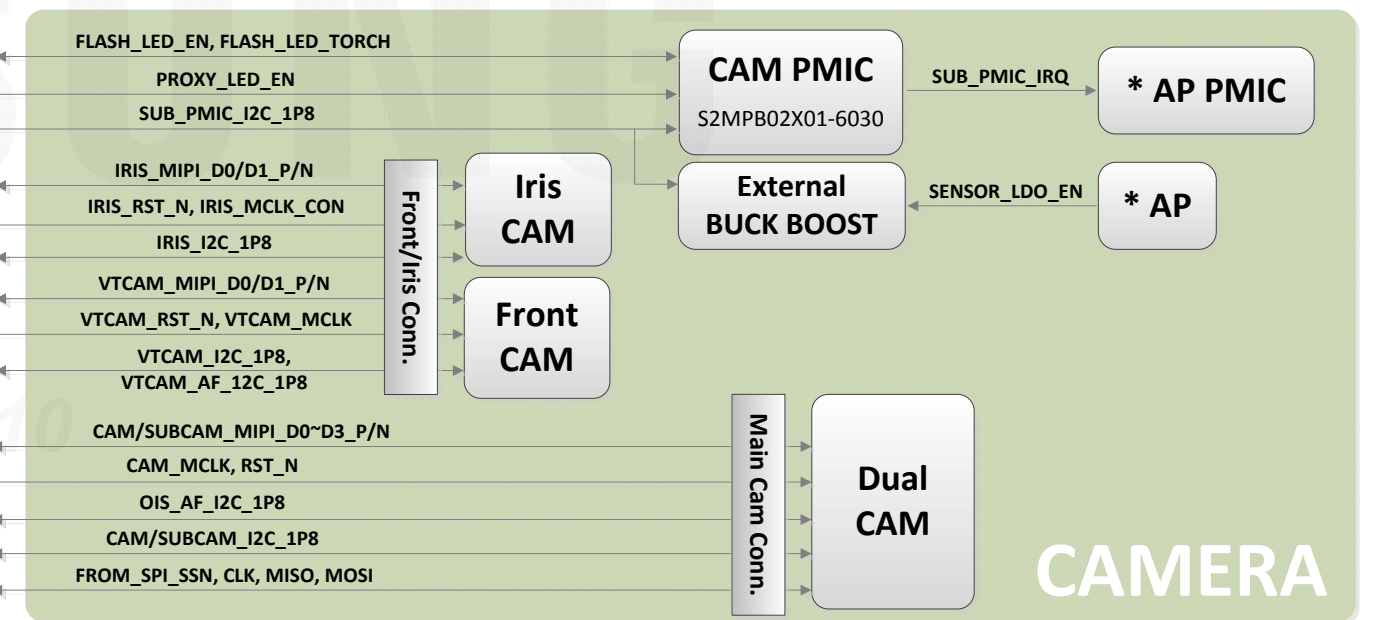 FLASH_LED_EN, FLASH_LED_TORCH
PROXY_LED_EN
SUB_PMIC_I2C_1P8
CAM PMIC
S2MPB02X01-6030
SUB_PMIC_IRQ
* AP PMIC
External
BUCK BOOST
SENSOR_LDO_EN
* AP
IRIS_MIPI_D0/D1_P/N
IRIS_RST_N, IRIS_MCLK_CON
IRIS_I2C_1P8
Front/Iris Conn.
Iris
CAM
VTCAM_MIPI_D0/D1_P/N
VTCAM_RST_N, VTCAM_MCLK
VTCAM_I2C_1P8,
VTCAM_AF_12C_1P8
Front
CAM
CAM/SUBCAM_MIPI_D0~D3_P/N
CAM_MCLK, RST_N
OIS_AF_I2C_1P8
CAM/SUBCAM_I2C_1P8
FROM_SPI_SSN, CLK, MISO, MOSI
Main Cam Conn.
Dual
CAM
CAMERA